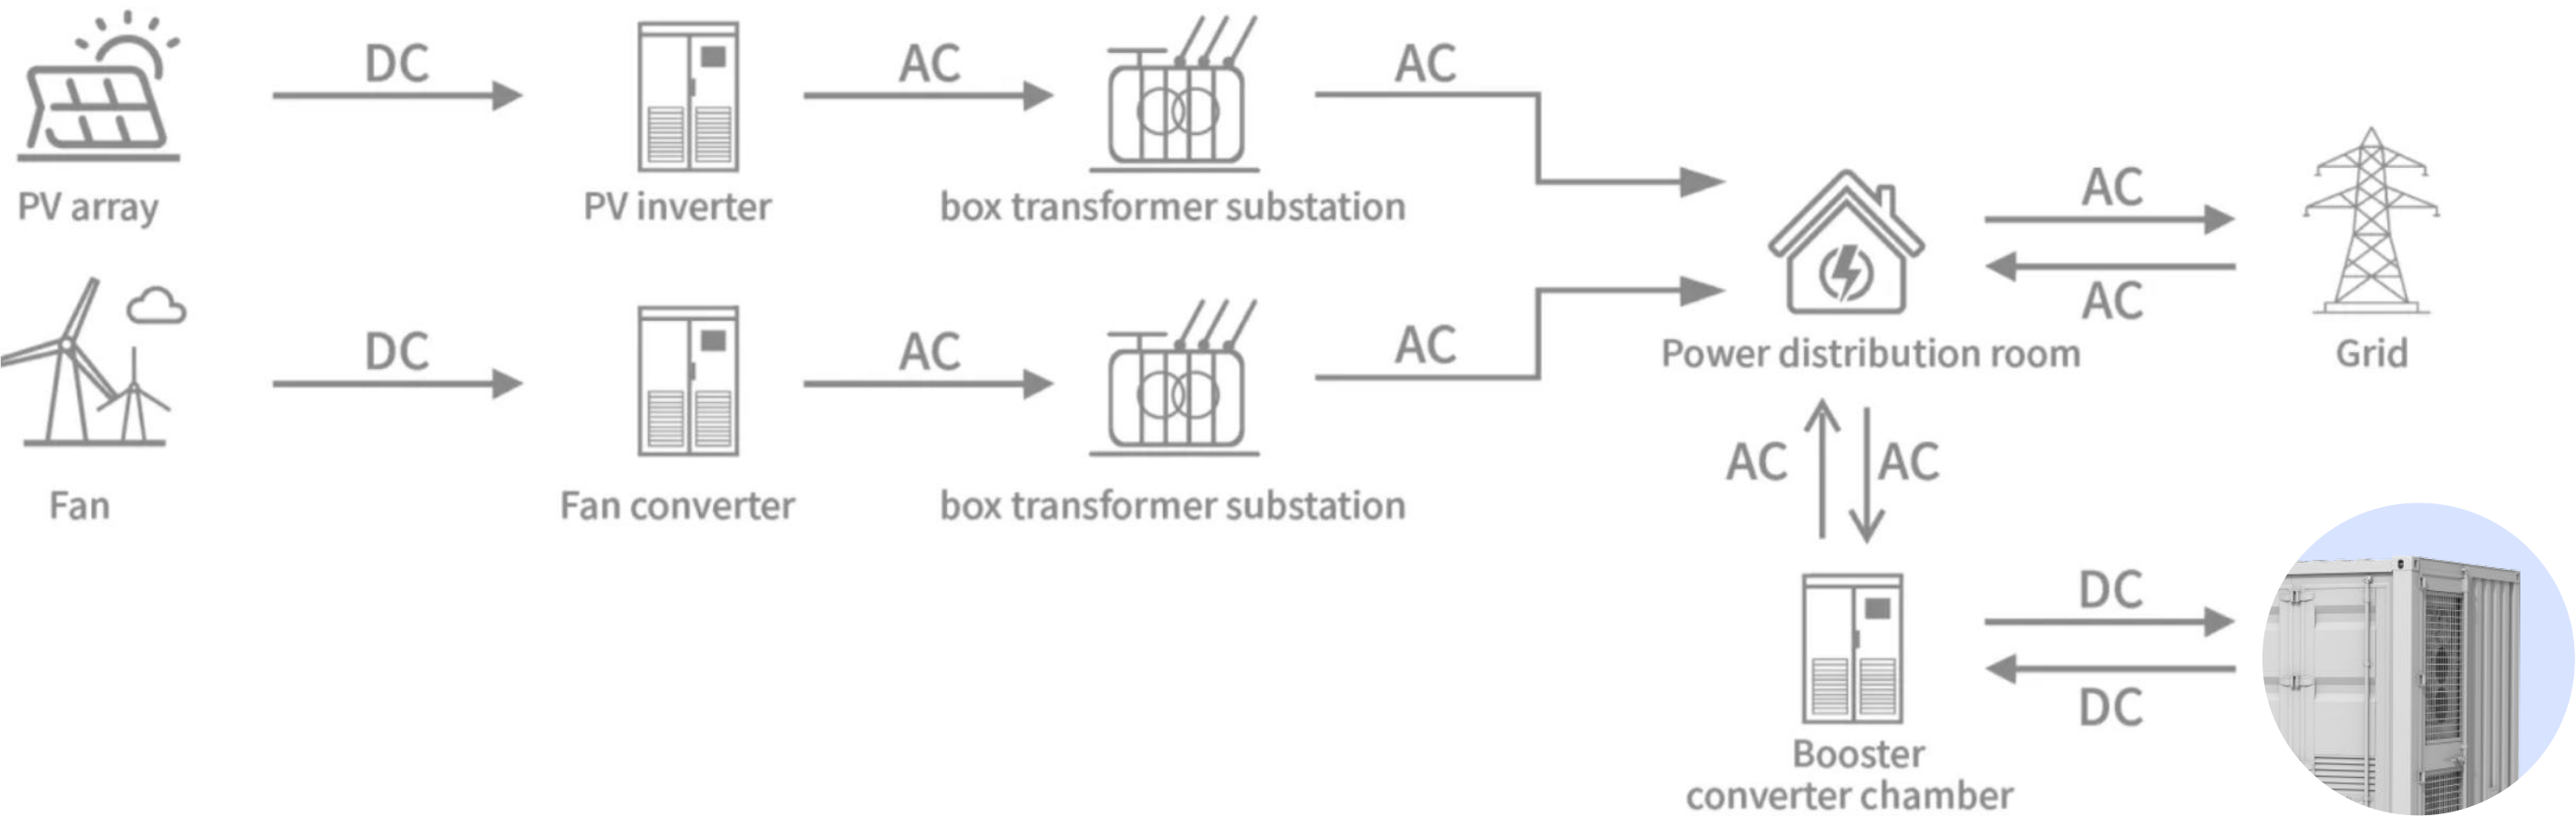 DC
AC
AC
PV array
PV inverter
box transformer substation
AC
AC
DC
AC
AC
Power distribution room
Grid
Fan
Fan converter
box transformer substation
AC
AC
DC
DC
Booster
converter chamber